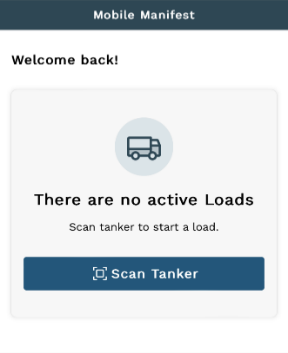 Mobile Manifest
Welcome back!
There are no active Loads
Scan tanker to start a load.
Scan Tanker